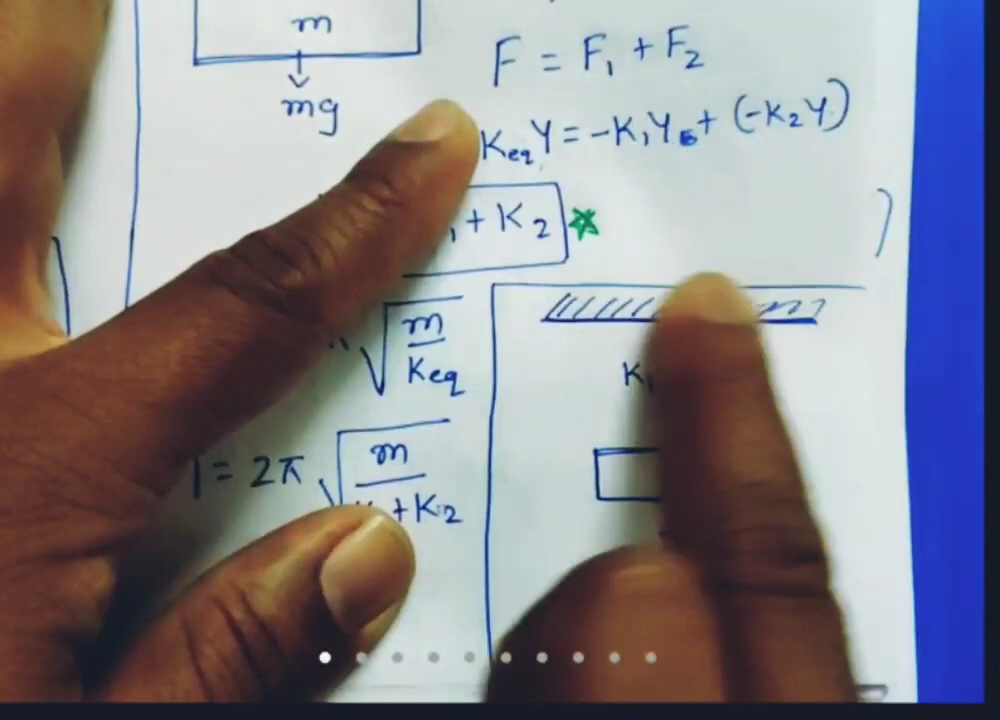 m
mg
F = F₁ + F₂
Keq Y = -K₁Y + (-K₂Y)
+ K₂
√(m/Keq)
= 2π √(m/ + K₂)
K